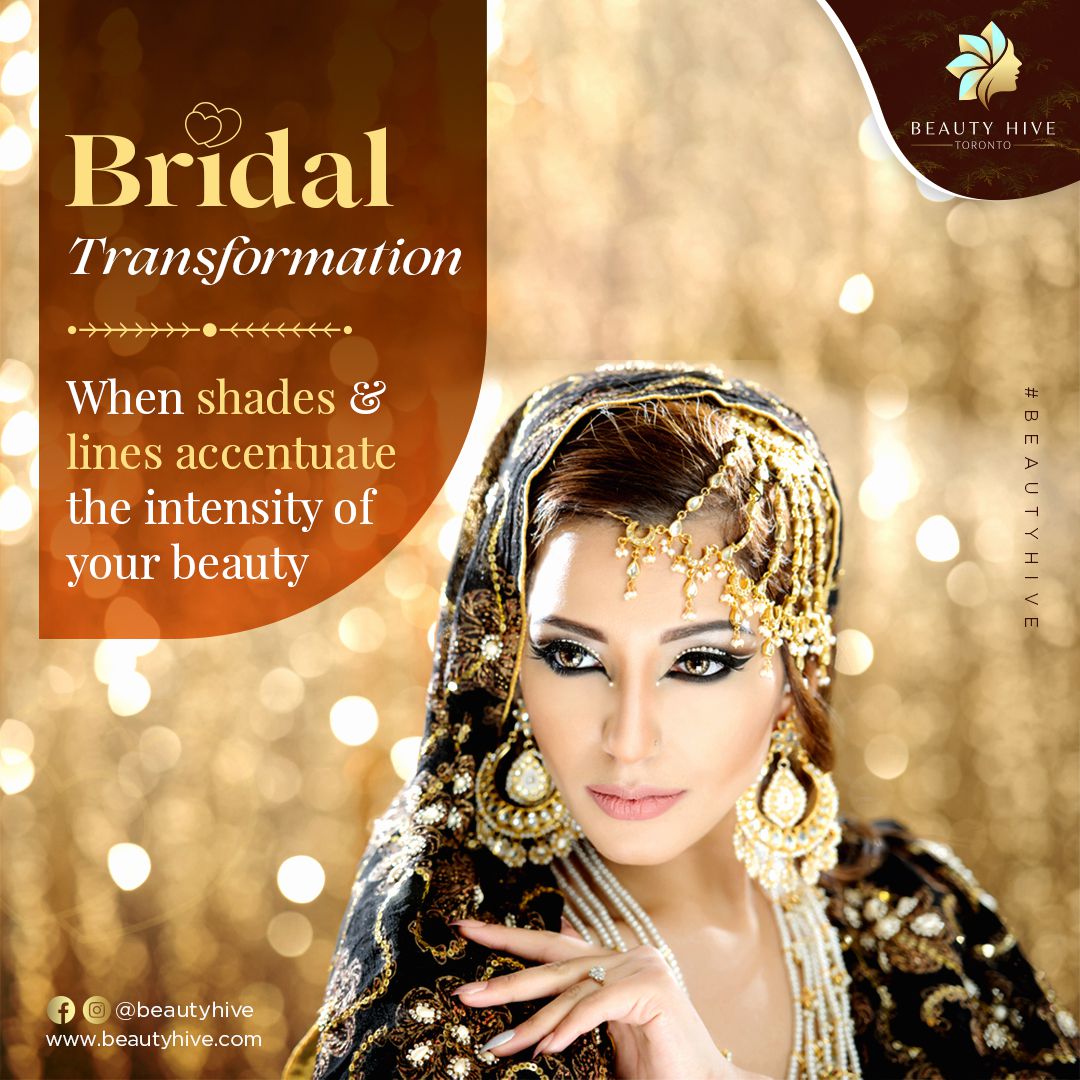 Bridal
Transformation
When shades &
lines accentuate
the intensity of
your beauty
BEAUTY HIVE
TORONTO
#BEAUTYHIVE
@beautyhive
www.beautyhive.com